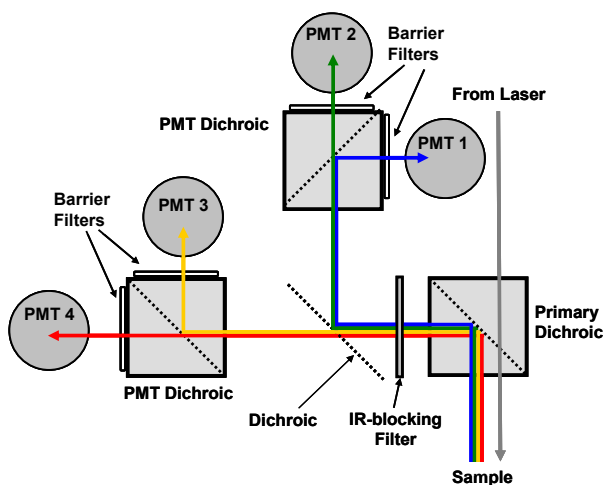 PMT 2
Barrier
Filters
From Laser
PMT Dichroic
PMT 1
Barrier
Filters
PMT 3
PMT 4
Primary
Dichroic
PMT Dichroic
Dichroic
IR-blocking
Filter
Sample